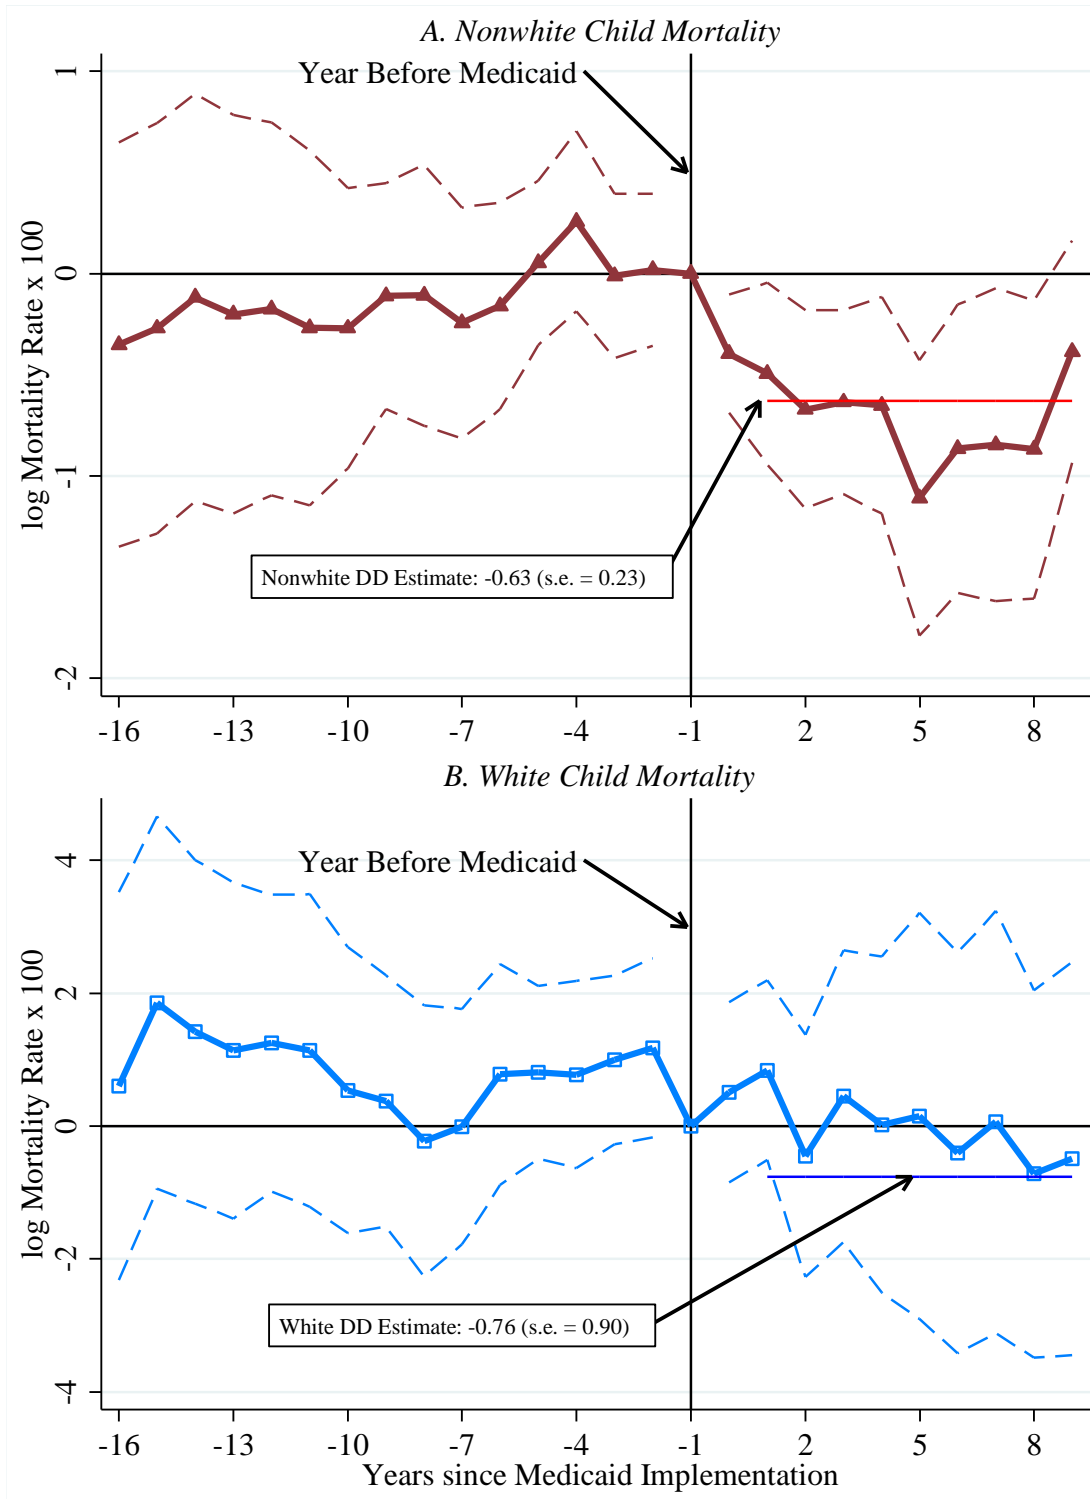 A. Nonwhite Child Mortality
Year Before Medicaid
log Mortality Rate x 100
1
0
-1
-2
Nonwhite DD Estimate: -0.63 (s.e. = 0.23)
-16 -13 -10 -7 -4 -1 2 5 8
B. White Child Mortality
Year Before Medicaid
log Mortality Rate x 100
4
2
0
-2
-4
White DD Estimate: -0.76 (s.e. = 0.90)
-16 -13 -10 -7 -4 -1 2 5 8
Years since Medicaid Implementation